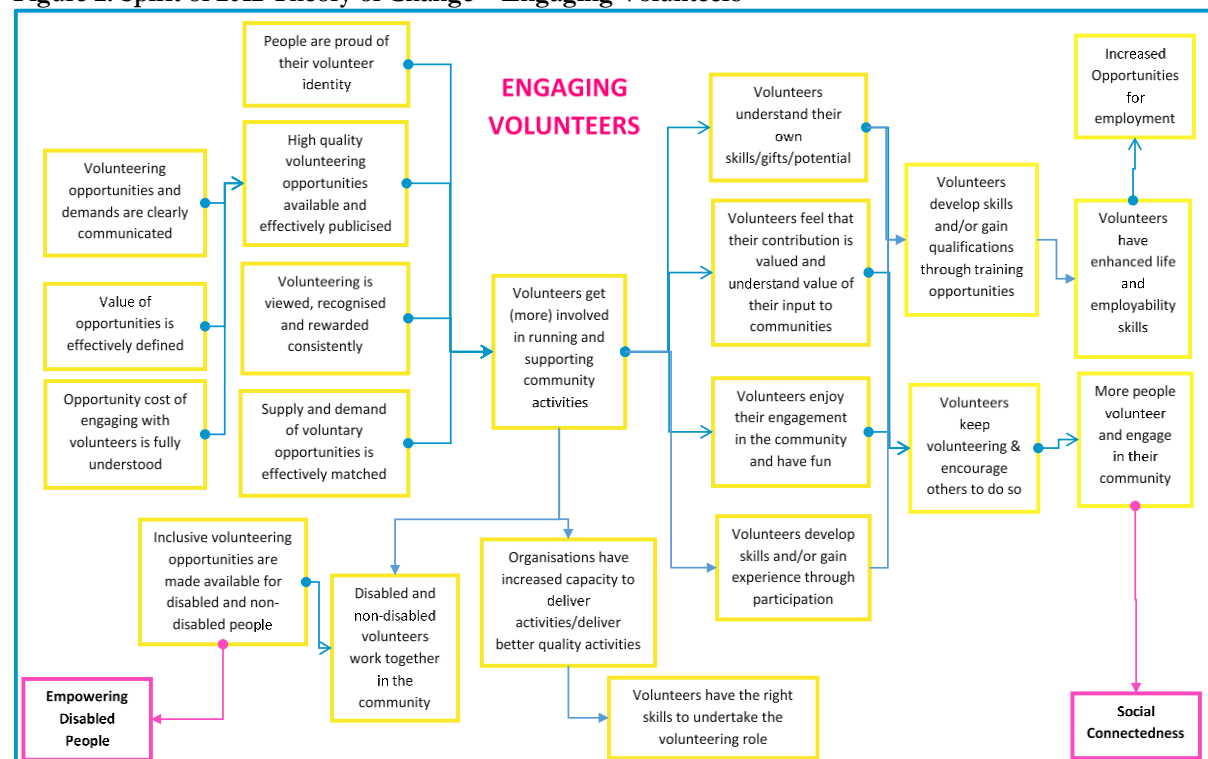 People are proud of
their volunteer
identity
ENGAGING
VOLUNTEERS
Volunteers
understand their
own
skills/gifts/potential
Increased
Opportunities
for
employment
Volunteering
opportunities and
demands are clearly
communicated
High quality
volunteering
opportunities
available and
effectively publicised
Volunteers
develop skills
and/or gain
qualifications
through training
opportunities
Volunteers
have
enhanced life
and
employability
skills
Volunteers feel that
their contribution is
valued and
understand value of
their input to
communities
Value of
opportunities is
effectively defined
Volunteering is
viewed, recognised
and rewarded
consistently
Volunteers get
(more) involved
in running and
supporting
community
activities
Opportunity cost of
engaging with
volunteers is fully
understood
Supply and demand
of voluntary
opportunities is
effectively matched
Volunteers enjoy
their engagement
in the community
and have fun
Volunteers
keep
volunteering &
encourage
others to do so
More people
volunteer
and engage
in their
community
Inclusive volunteering
opportunities are
made available for
disabled and non-
disabled people
Disabled and
non-disabled
volunteers
work together
in the
community
Organisations have
increased capacity to
deliver
activities/deliver
better quality activities
Volunteers develop
skills and/or gain
experience through
participation
Empowering
Disabled
People
Volunteers have the right
skills to undertake the
volunteering role
Social
Connectedness